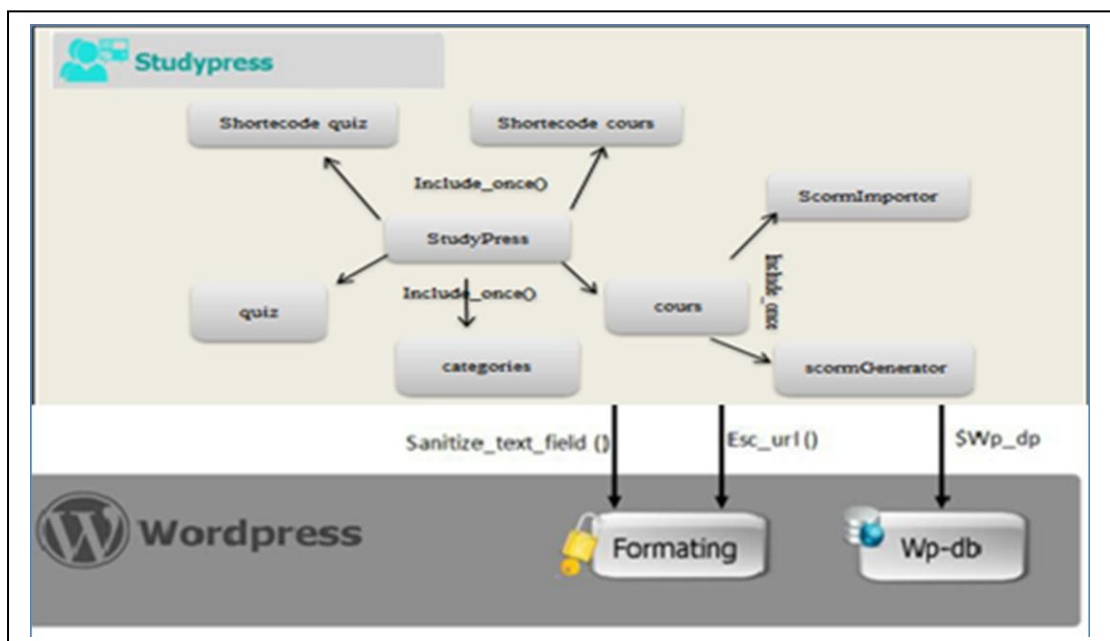 Studypress
Shortecode quiz
Shortecode cours
Include_once()
ScormImportor
StudyPress
Include_once
Include_once()
quiz
cours
categories
scormGenerator
Sanitize_text_field ()
Esc_url ()
$Wp_dp
Wordpress
Formating
Wp-db